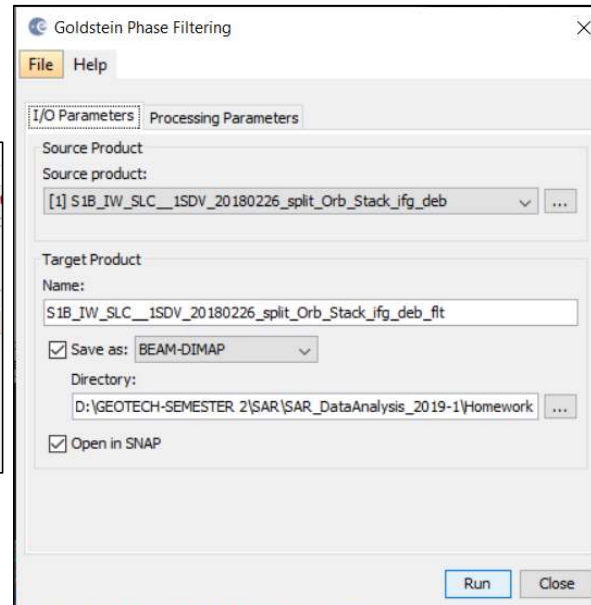 Goldstein Phase Filtering
File Help
I/O Parameters Processing Parameters
Source Product
Source product:
[1] S1B_IW_SLC__1SDV_20180226_split_Orb_Stack_ifg_deb ...
Target Product
Name:
S1B_IW_SLC__1SDV_20180226_split_Orb_Stack_ifg_deb_flt
Save as: BEAM-DIMAP
Directory:
D:\GEOTECH-SEMESTER 2\SAR\SAR_DataAnalysis_2019-1\Homework ...
Open in SNAP
Run Close